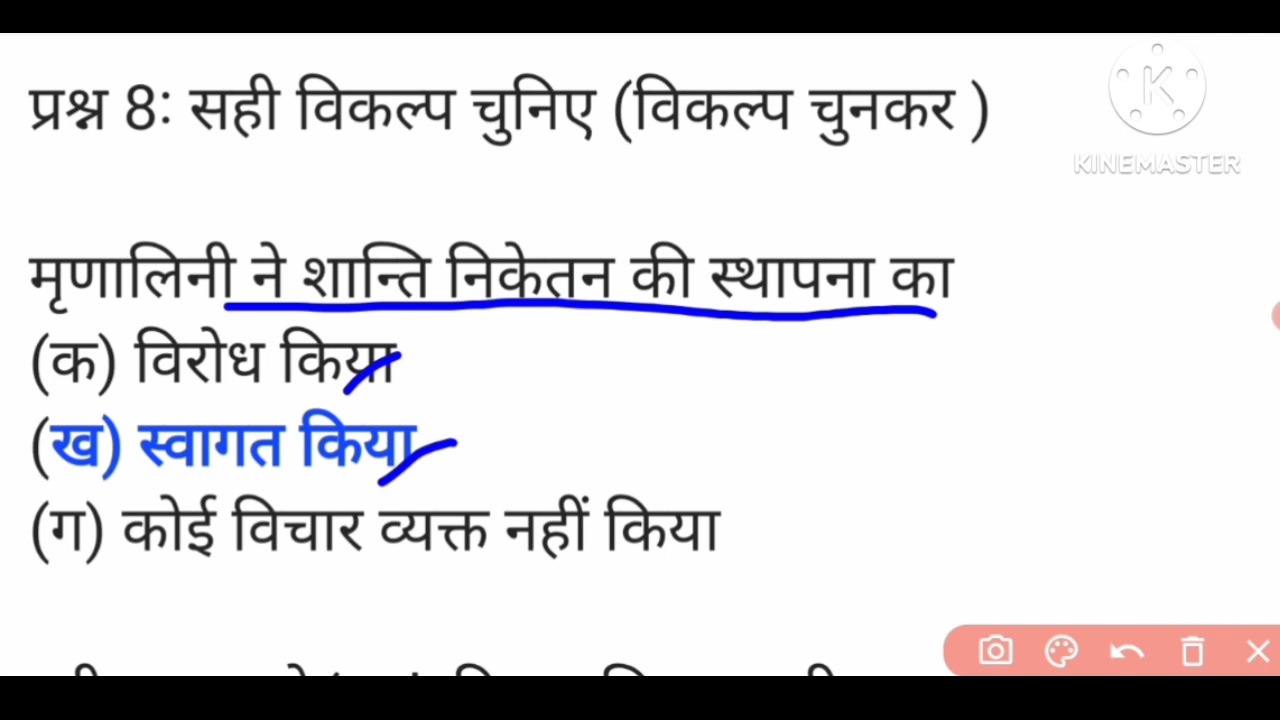 प्रश्न 8: सही विकल्प चुनिए (विकल्प चुनकर )
KINEMASTER
मृणालिनी ने शान्ति निकेतन की स्थापना का
(क) विरोध किया
(ख) स्वागत किया
(ग) कोई विचार व्यक्त नहीं किया